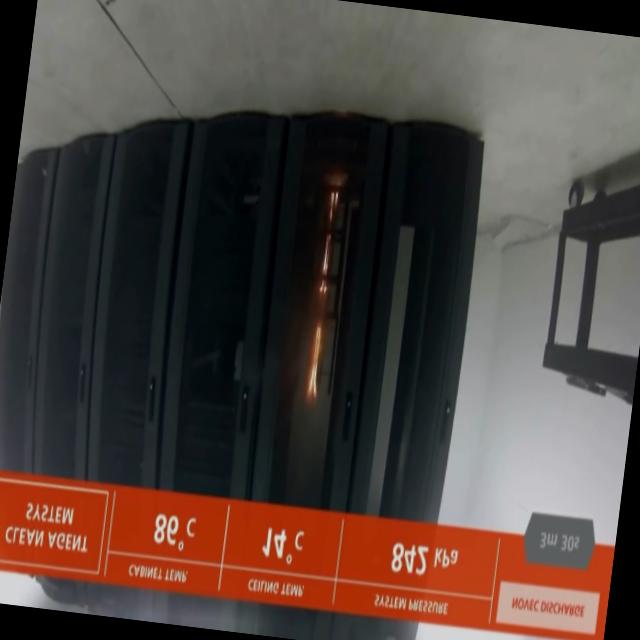 CLEAN AGENT
SYSTEM
CABINET TEMP
86°C
CEILING TEMP
14°C
SYSTEM PRESSURE
842 kPa
NOVEC DISCHARGE
3m 30s